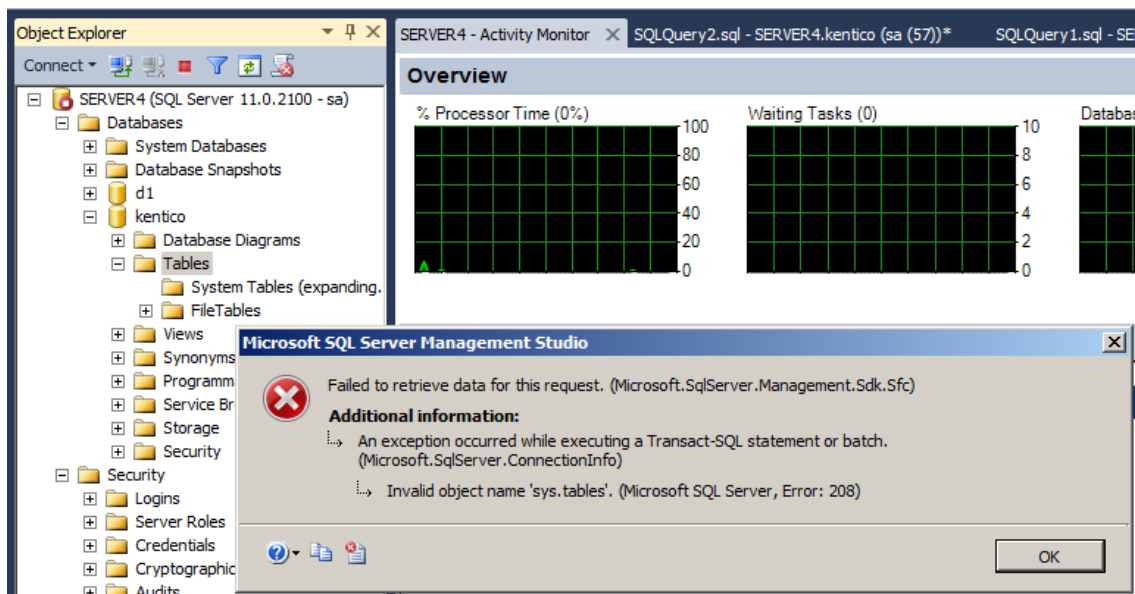 Object Explorer
Connect
SERVER4 (SQL Server 11.0.2100 - sa)
Databases
System Databases
Database Snapshots
d1
kentico
Database Diagrams
Tables
System Tables (expanding.
FileTables
Views
Synonyms
Programm
Service Br
Storage
Security
Security
Logins
Server Roles
Credentials
Cryptographic
Audits
SERVER4 - Activity Monitor
SQLQuery2.sql - SERVER4.kentico (sa (57))*
SQLQuery1.sql - SE
Overview
% Processor Time (0%)
100
80
60
40
20
0
Waiting Tasks (0)
10
8
6
4
2
0
Databas
Microsoft SQL Server Management Studio
Failed to retrieve data for this request. (Microsoft.SqlServer.Management.Sdk.Sfc)
Additional information:
An exception occurred while executing a Transact-SQL statement or batch.
(Microsoft.SqlServer.ConnectionInfo)
Invalid object name 'sys.tables'. (Microsoft SQL Server, Error: 208)
OK